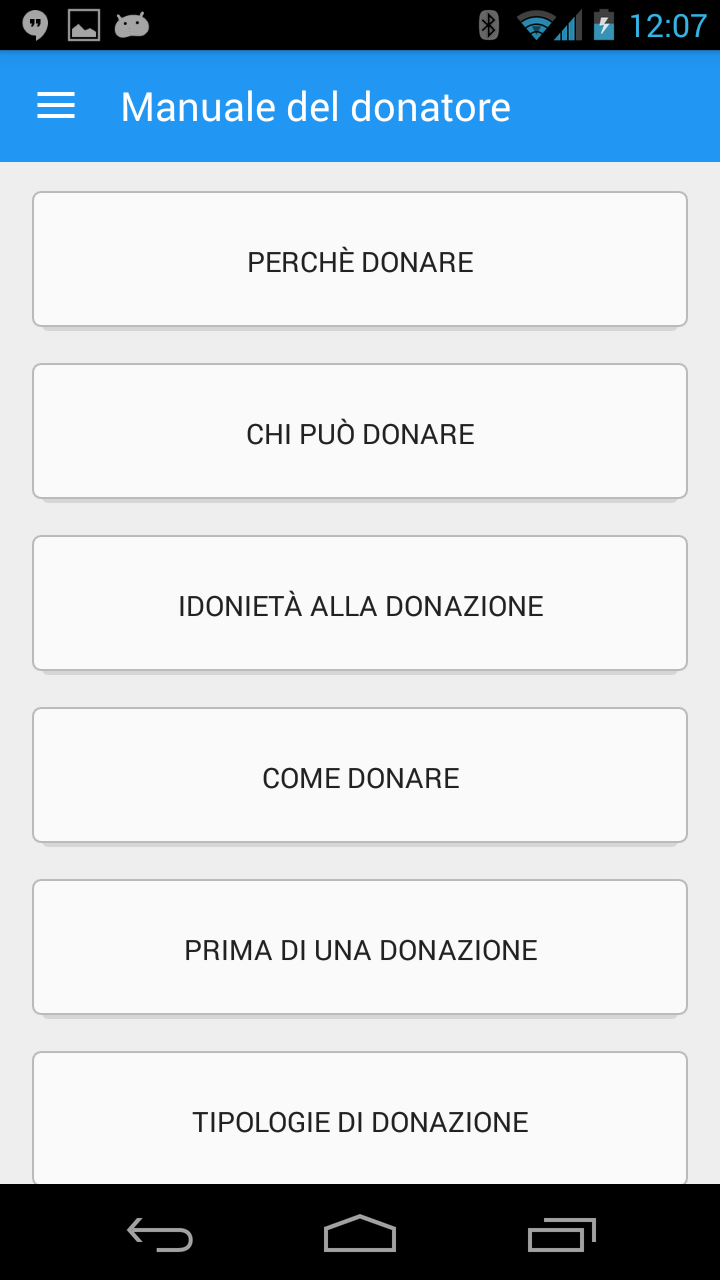 12:07
Manuale del donatore
PERCHÈ DONARE
CHI PUÒ DONARE
IDONIETÀ ALLA DONAZIONE
COME DONARE
PRIMA DI UNA DONAZIONE
TIPOLOGIE DI DONAZIONE